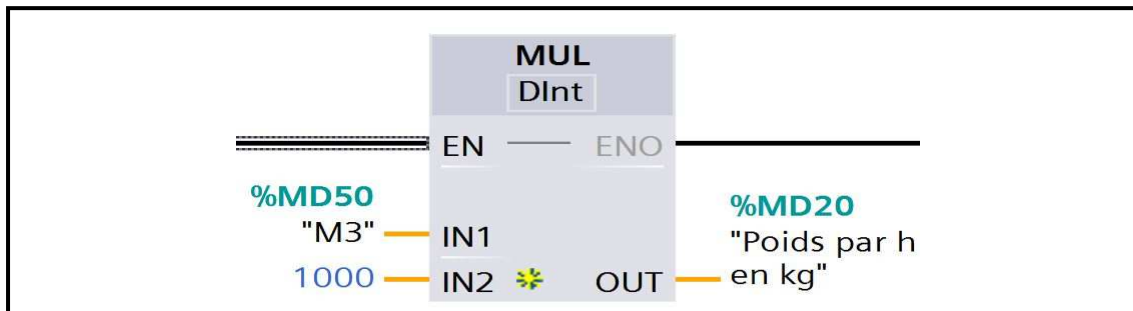 MUL
DInt
EN
ENO
%MD50
"M3"
IN1
1000
IN2
OUT
%MD20
"Poids par h
en kg"